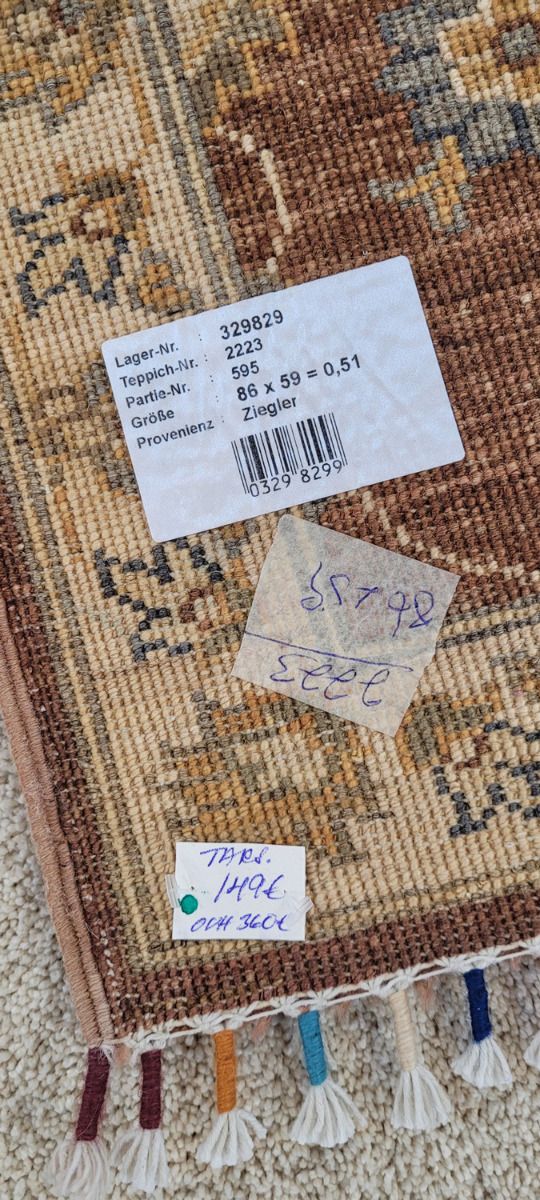 Lager-Nr. : 329829
Teppich-Nr. : 2223
Partie-Nr. : 595
Größe : 86 x 59 = 0,51
Provenienz : Ziegler
0329 8299
86 x 59
2223
TARS.
149€
OVH 360€